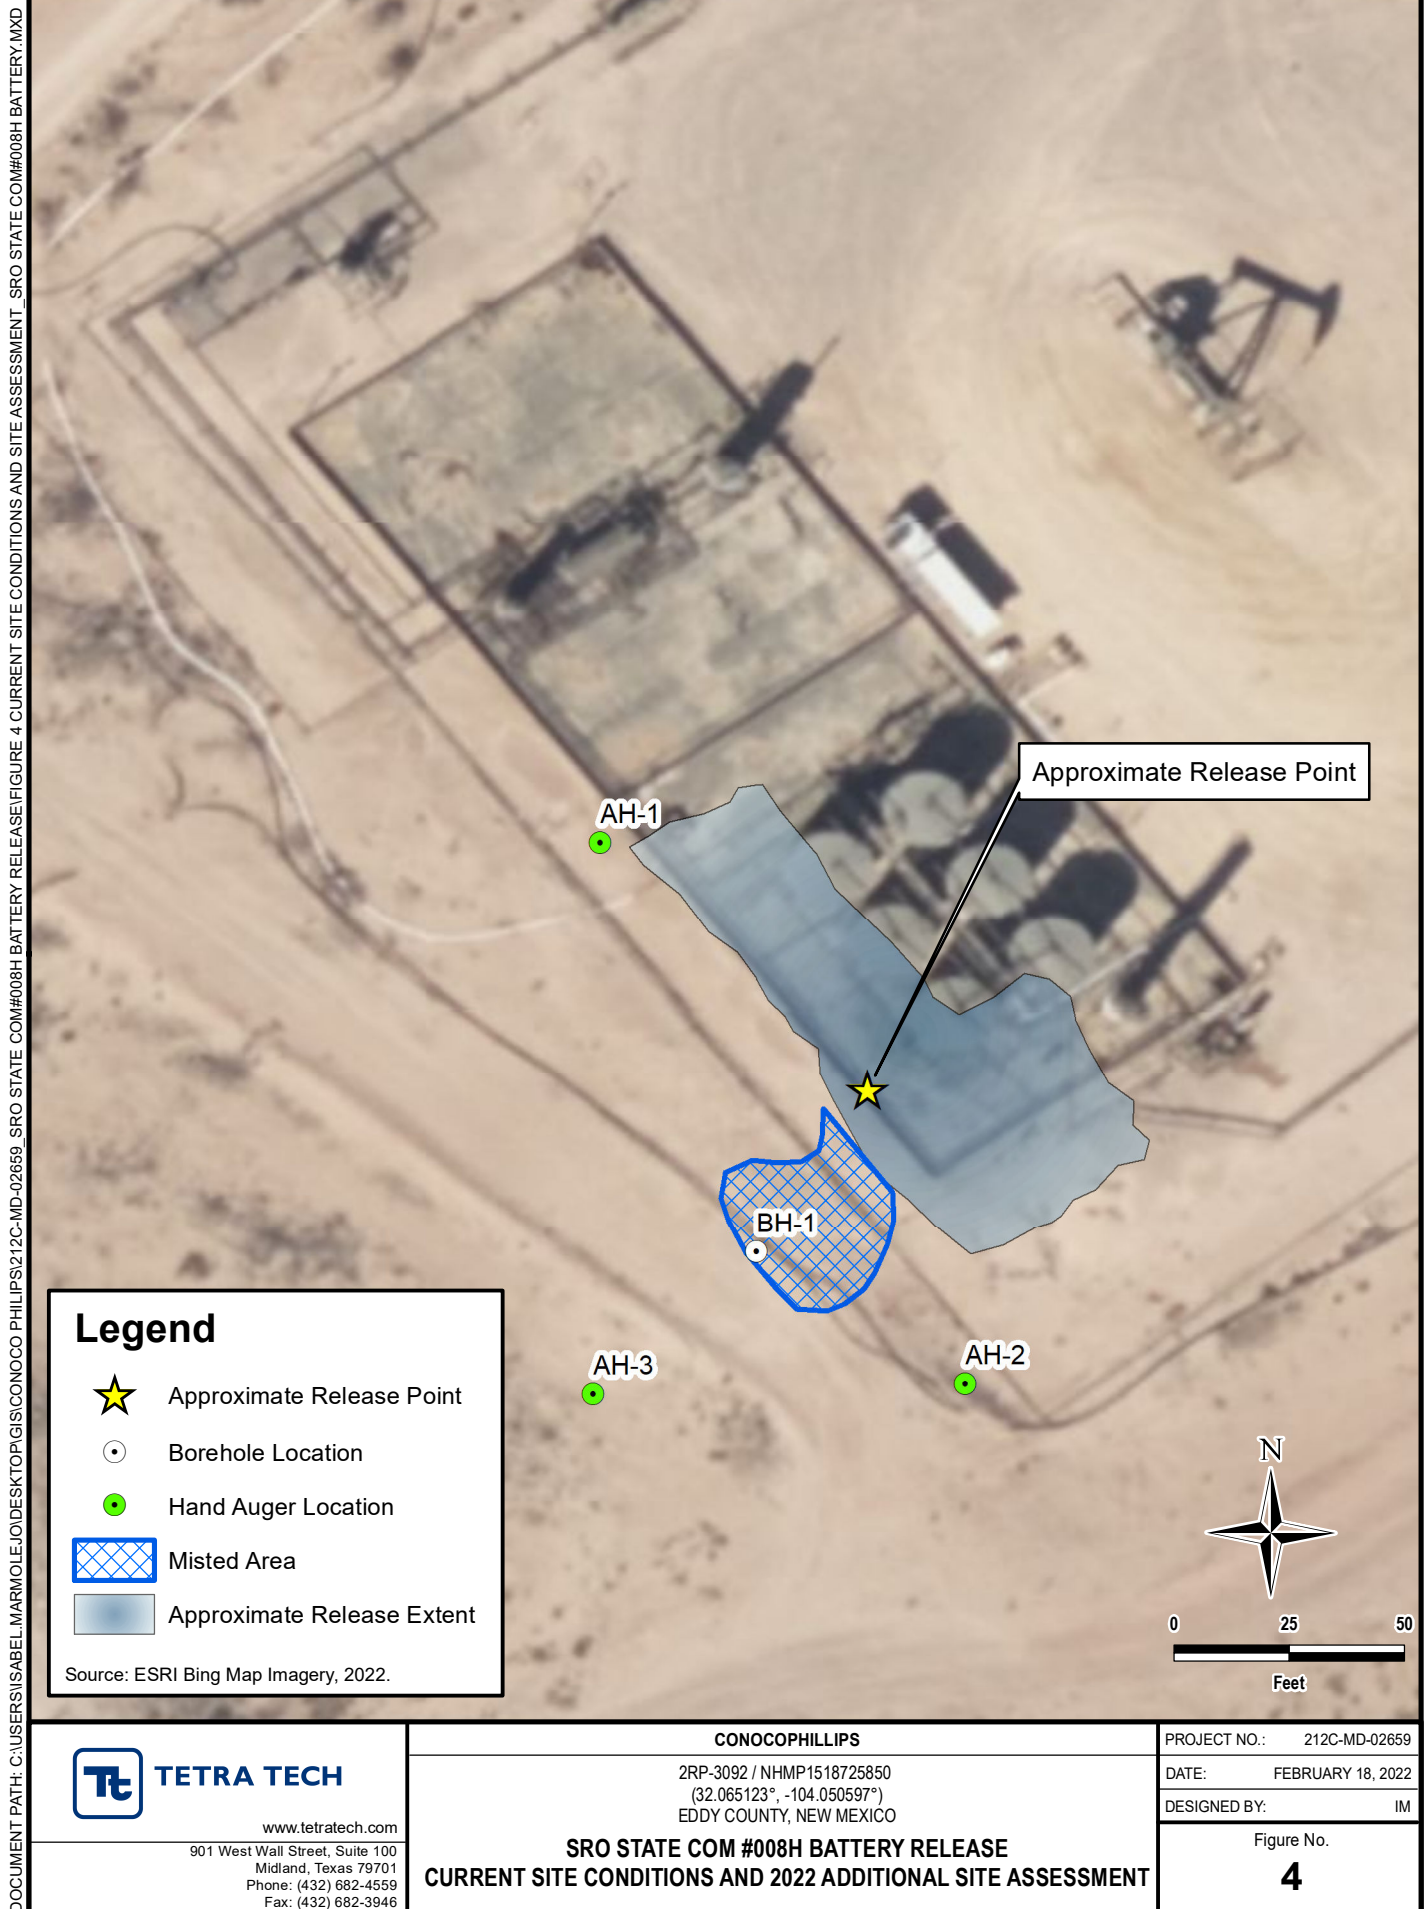 DOCUMENT PATH: C:\USERS\ISABEL.MARMOLEJO\DESKTOP\GIS\CONOCO PHILIPS\212C-MD-02659_SRO STATE COM#008H BATTERY RELEASE\FIGURE 4 CURRENT SITE CONDITIONS AND SITE ASSESSMENT_SRO STATE COM#008H BATTERY.MXD
Approximate Release Point
AH-1
BH-1
AH-2
AH-3
Legend
Approximate Release Point
Borehole Location
Hand Auger Location
Misted Area
Approximate Release Extent
Source: ESRI Bing Map Imagery, 2022.
N
0 25 50
Feet
Tt TETRA TECH
www.tetratech.com
901 West Wall Street, Suite 100
Midland, Texas 79701
Phone: (432) 682-4559
Fax: (432) 682-3946
CONOCOPHILLIPS
2RP-3092 / NHMP1518725850
(32.065123°, -104.050597°)
EDDY COUNTY, NEW MEXICO
SRO STATE COM #008H BATTERY RELEASE
CURRENT SITE CONDITIONS AND 2022 ADDITIONAL SITE ASSESSMENT
PROJECT NO.: 212C-MD-02659
DATE: FEBRUARY 18, 2022
DESIGNED BY: IM
Figure No.
4